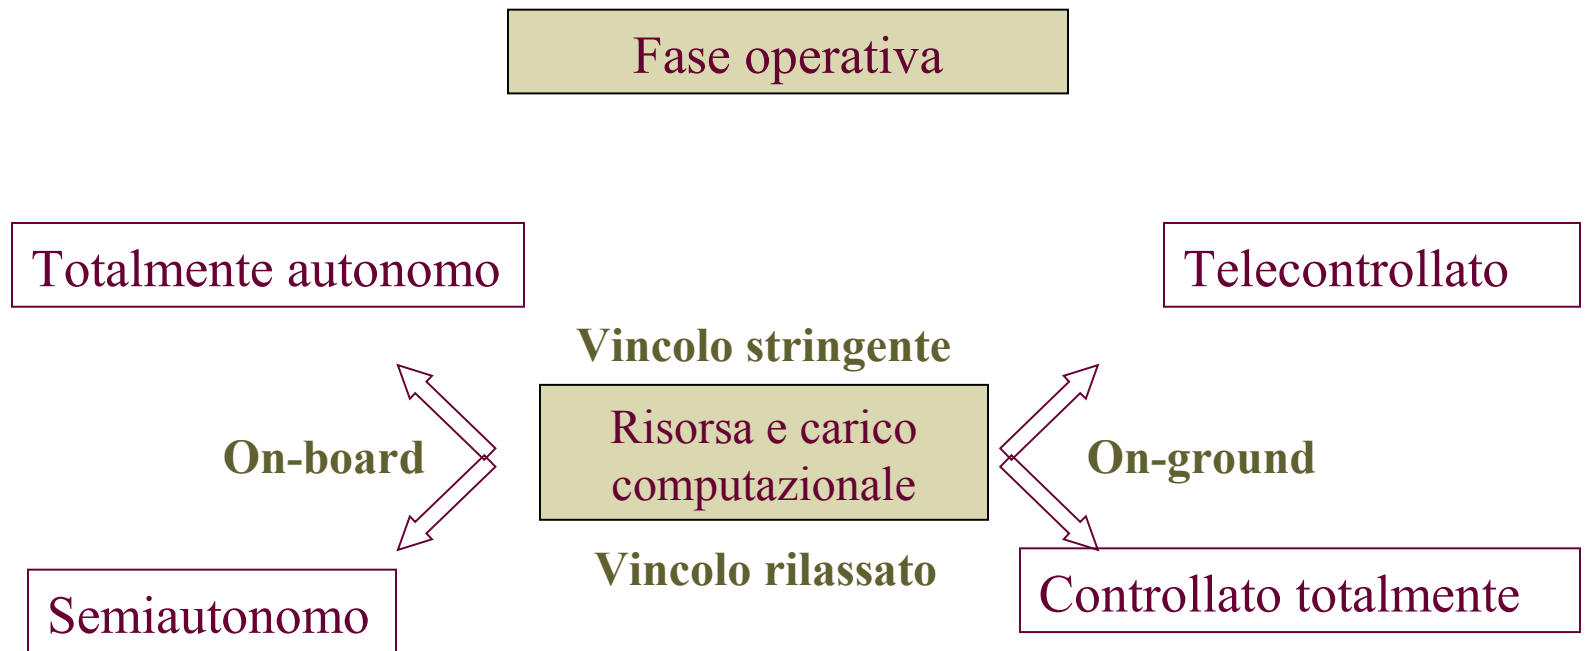 Fase operativa
Totalmente autonomo
Telecontrollato
Vincolo stringente
Risorsa e carico
computazionale
On-board
On-ground
Vincolo rilassato
Controllato totalmente
Semiautonomo